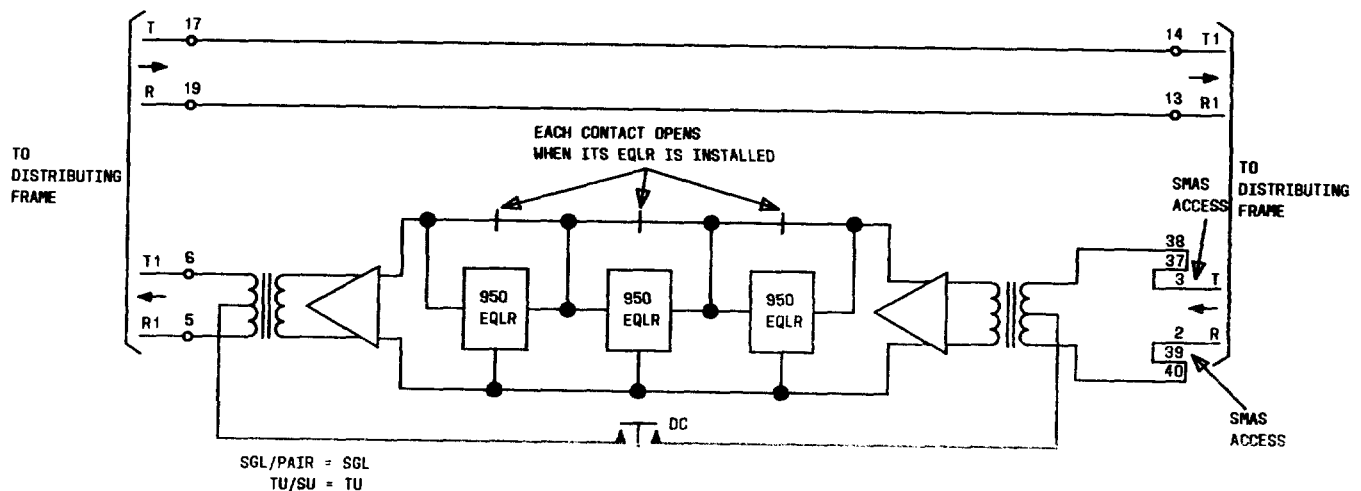 T 17
14 T1
R 19
13 R1
EACH CONTACT OPENS
WHEN ITS EQLR IS INSTALLED
TO
DISTRIBUTING
FRAME
SMAS
ACCESS
TO
DISTRIBUTING
FRAME
T1 6
R1 5
950
EQLR
950
EQLR
950
EQLR
38
37
3 T
2 R
39
40
DC
SMAS
ACCESS
SGL/PAIR = SGL
TU/SU = TU